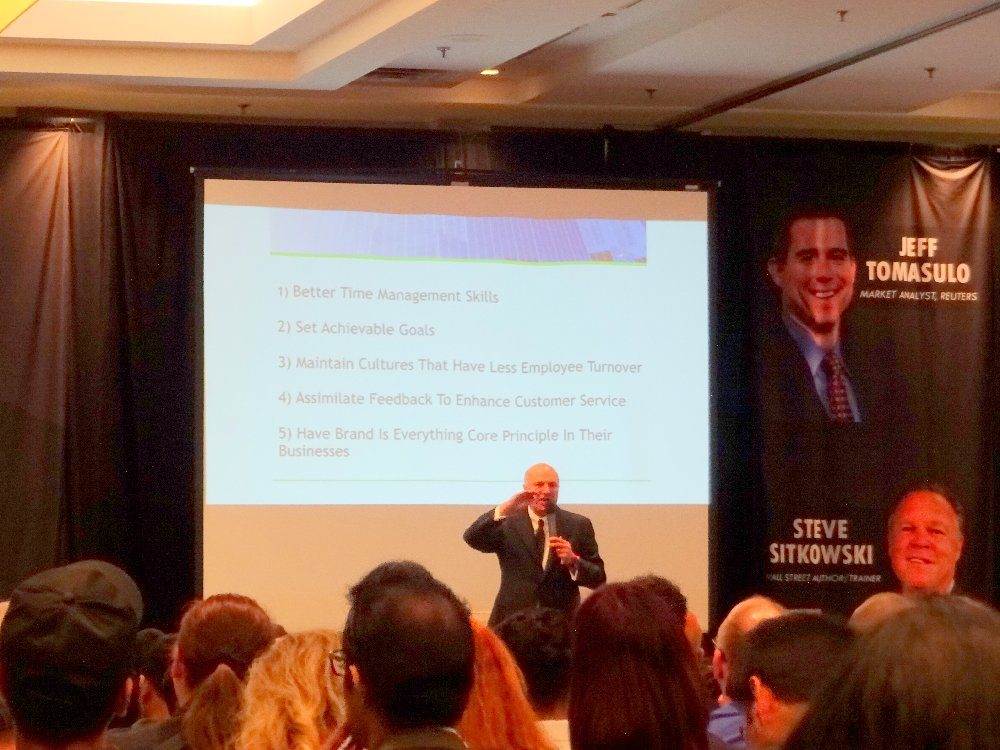 1) Better Time Management Skills
2) Set Achievable Goals
3) Maintain Cultures That Have Less Employee Turnover
4) Assimilate Feedback To Enhance Customer Service
5) Have Brand Is Everything Core Principle In Their
Businesses
JEFF
TOMASULO
MARKET ANALYST, REUTERS
STEVE
SITKOWSKI
WALL STREET AUTHOR/TRAINER